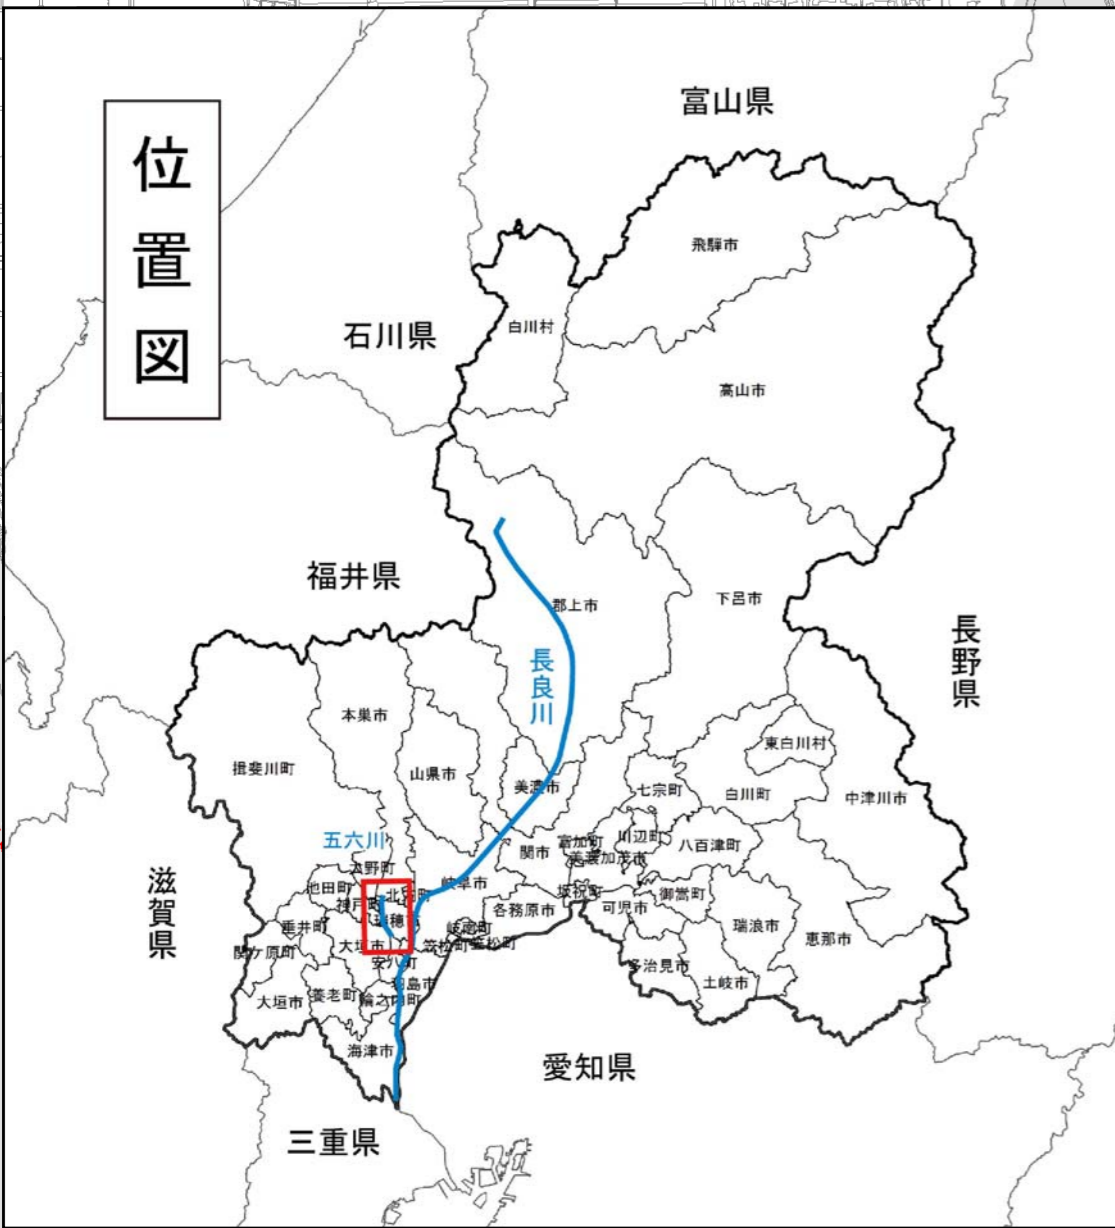 位置図
富山県
飛騨市
白川村
石川県
高山市
福井県
郡上市
下呂市
長野県
長良川
本巣市
東白川村
揖斐川町
山県市
美濃市
七宗町
白川町
中津川市
五六川
富加町
川辺町
八百津町
関市
美濃加茂市
大野町
滋賀県
池田町
北方町
岐阜市
坂祝町
御嵩町
神戸町
各務原市
可児市
瑞穂
垂井町
岐南町
瑞浪市
恵那市
関ケ原町
大垣市
笠松町
笠松町
安八町
多治見市
土岐市
羽島市
大垣市
養老町
輪之内町
海津市
愛知県
三重県